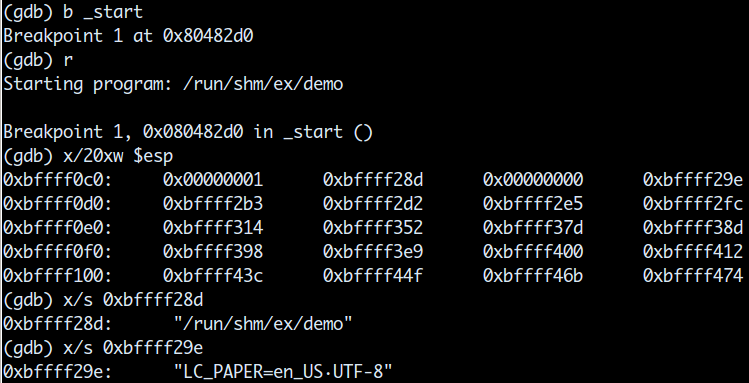 (gdb) b _start
Breakpoint 1 at 0x80482d0
(gdb) r
Starting program: /run/shm/ex/demo
Breakpoint 1, 0x080482d0 in _start ()
(gdb) x/20xw $esp
0xbffff0c0: 0x00000001 0xbffff28d 0x00000000 0xbffff29e
0xbffff0d0: 0xbffff2b3 0xbffff2d2 0xbffff2e5 0xbffff2fc
0xbffff0e0: 0xbffff314 0xbffff352 0xbffff37d 0xbffff38d
0xbffff0f0: 0xbffff398 0xbffff3e9 0xbffff400 0xbffff412
0xbffff100: 0xbffff43c 0xbffff44f 0xbffff46b 0xbffff474
(gdb) x/s 0xbffff28d
0xbffff28d: "/run/shm/ex/demo"
(gdb) x/s 0xbffff29e
0xbffff29e: "LC_PAPER=en_US.UTF-8"